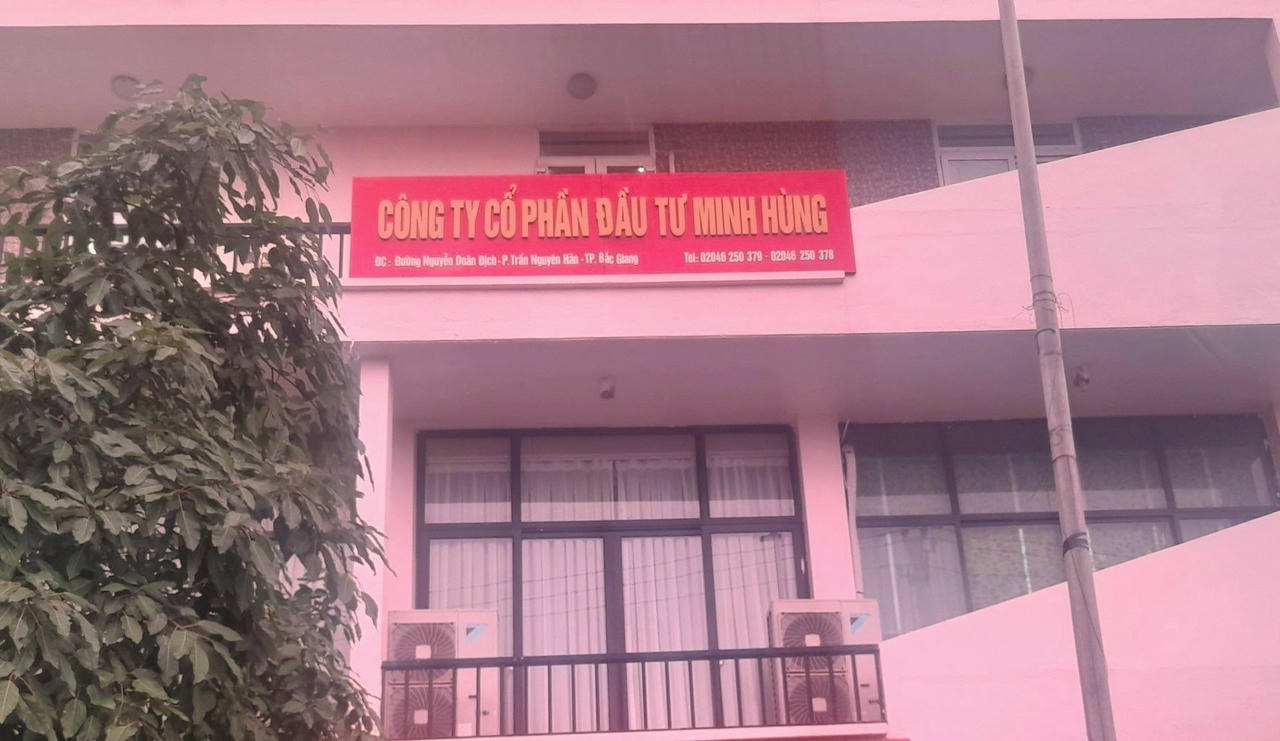 CÔNG TY CỔ PHẦN ĐẦU TƯ MINH HÙNG
ĐC : Đường Nguyễn Doãn Địch - P. Trần Nguyên Hãn - TP. Bắc Giang Tel: 02046 250 379 - 02046 250 378